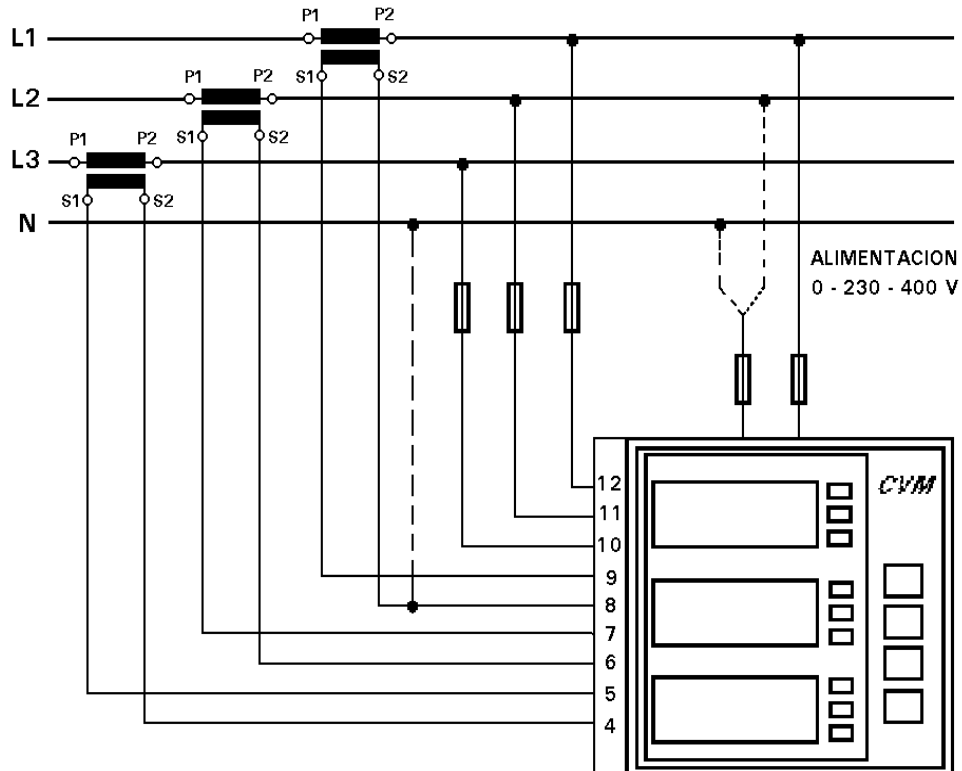 P1 P2
L1
S1 S2
P1 P2
L2
S1 S2
P1 P2
L3
S1 S2
N
ALIMENTACION
0 - 230 - 400 V
12
CVM
11
10
9
8
7
6
5
4